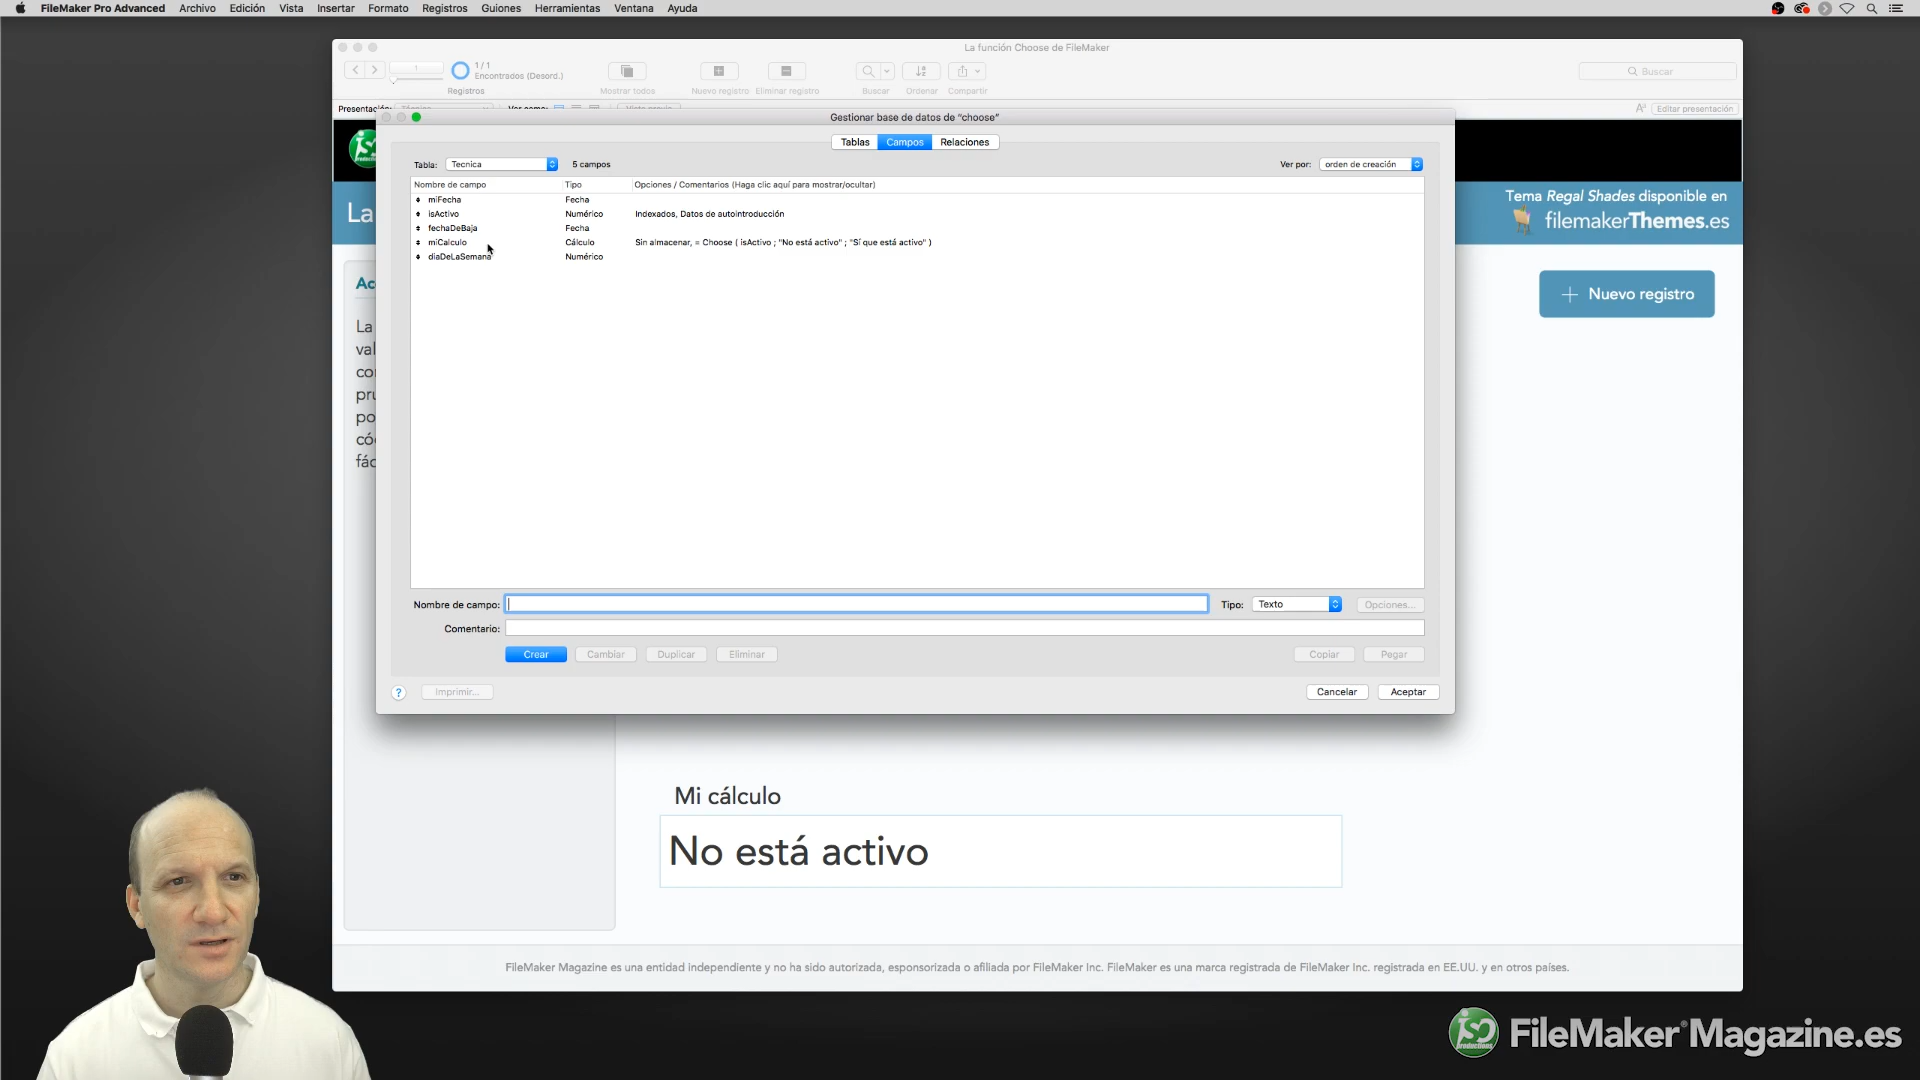 FileMaker Pro Advanced Archivo Edición Vista Insertar Formato Registros Guiones Herramientas Ventana Ayuda
La función Choose de FileMaker
1
1 / 1
Encontrados (Desord.)
Registros
Mostrar todos
Nuevo registro
Eliminar registro
Buscar
Ordenar
Compartir
Buscar
Presentación:
Editar presentación
Gestionar base de datos de "choose"
Tablas Campos Relaciones
Tabla: Tecnica 5 campos
Ver por: orden de creación
Nombre de campo Tipo Opciones / Comentarios (Haga clic aquí para mostrar/ocultar)
miFecha Fecha
isActivo Numérico Indexados, Datos de autointroducción
fechaDeBaja Fecha
miCalculo Cálculo Sin almacenar, = Choose ( isActivo ; "No está activo" ; "Sí que está activo" )
diaDeLaSemana Numérico
Nombre de campo: Tipo: Texto Opciones...
Comentario:
Crear Cambiar Duplicar Eliminar Copiar Pegar
? Imprimir... Cancelar Aceptar
La
Tema Regal Shades disponible en
filemakerThemes.es
Nuevo registro
Ac
La
val
cor
pru
po
có
fác
Mi cálculo
No está activo
FileMaker Magazine es una entidad independiente y no ha sido autorizada, esponsorizada o afiliada por FileMaker Inc. FileMaker es una marca registrada de FileMaker Inc. registrada en EE.UU. y en otros países.
iso productions FileMaker® Magazine.es